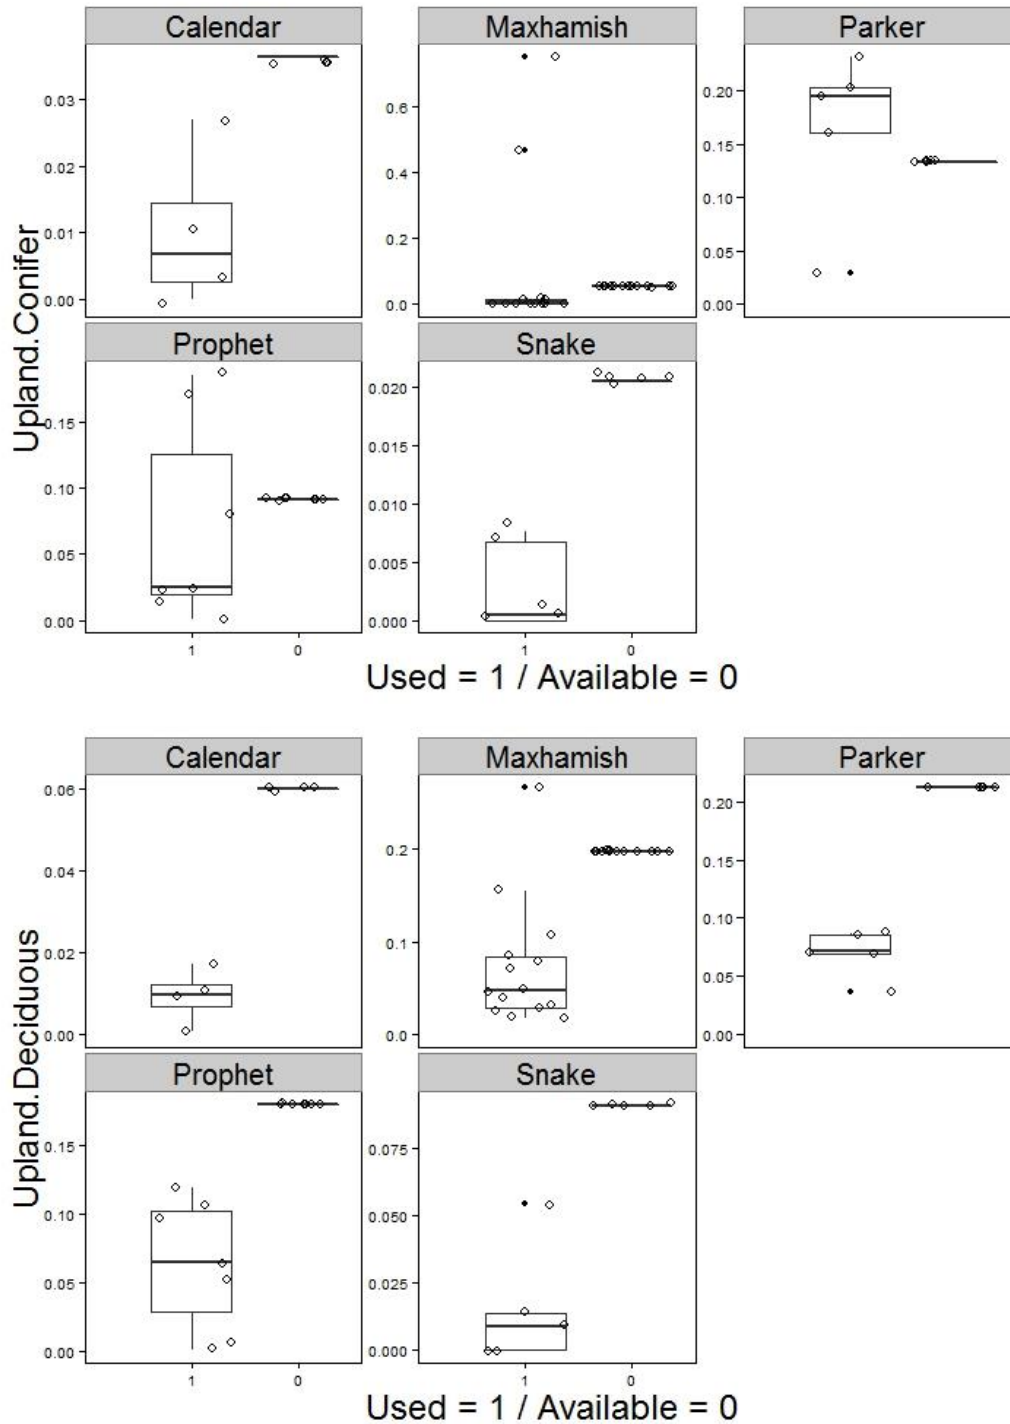 Calendar Maxhamish Parker
0.03 0.6 0.20
0.02 0.4 0.15
0.01 0.2 0.10
0.00 0.0 0.05
0.00
Upland.Conifer
Prophet Snake
0.15 0.020
0.10 0.015
0.05 0.010
0.00 0.005
0.000
1 0 1 0
Used = 1 / Available = 0
Calendar Maxhamish Parker
0.06 0.2 0.20
0.04 0.1 0.15
0.02 0.0 0.10
0.00 0.05
0.00
Upland.Deciduous
Prophet Snake
0.15 0.075
0.10 0.050
0.05 0.025
0.00 0.000
1 0 1 0
Used = 1 / Available = 0